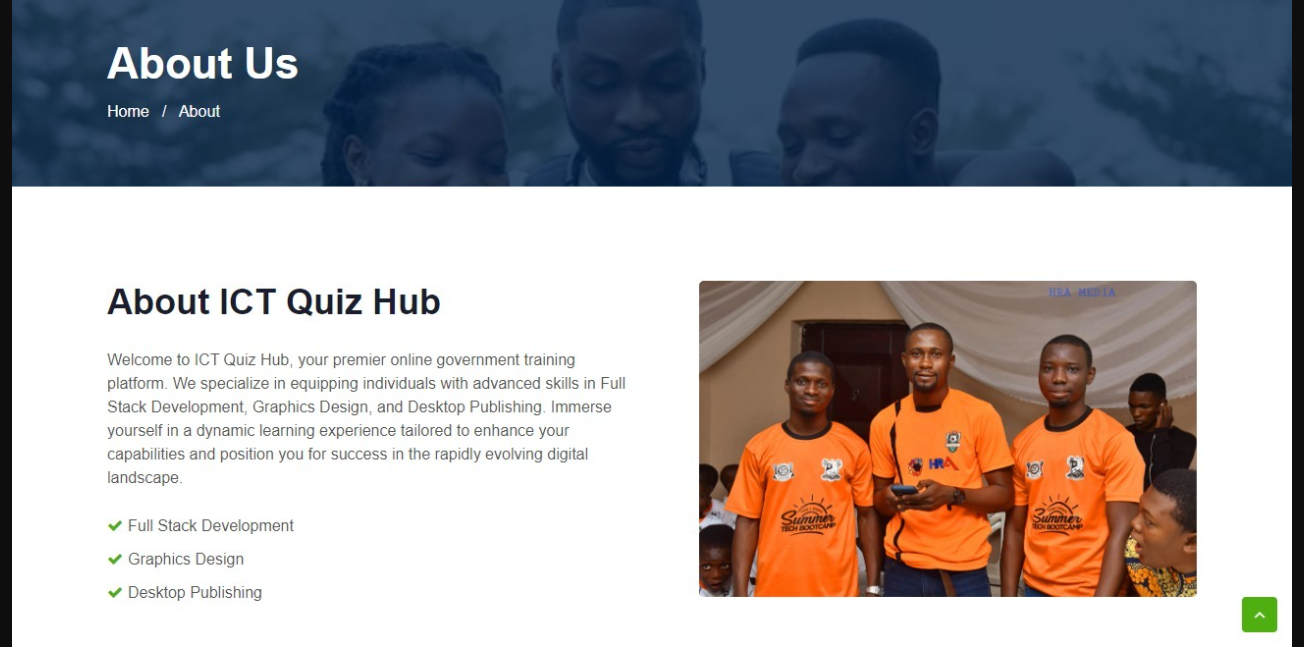 About Us
Home / About
About ICT Quiz Hub
Welcome to ICT Quiz Hub, your premier online government training
platform. We specialize in equipping individuals with advanced skills in Full
Stack Development, Graphics Design, and Desktop Publishing. Immerse
yourself in a dynamic learning experience tailored to enhance your
capabilities and position you for success in the rapidly evolving digital
landscape.
Full Stack Development
Graphics Design
Desktop Publishing
HRA MEDIA
HRA
Summer
TECH BOOTCAMP
Summer
TECH BOOTCAMP